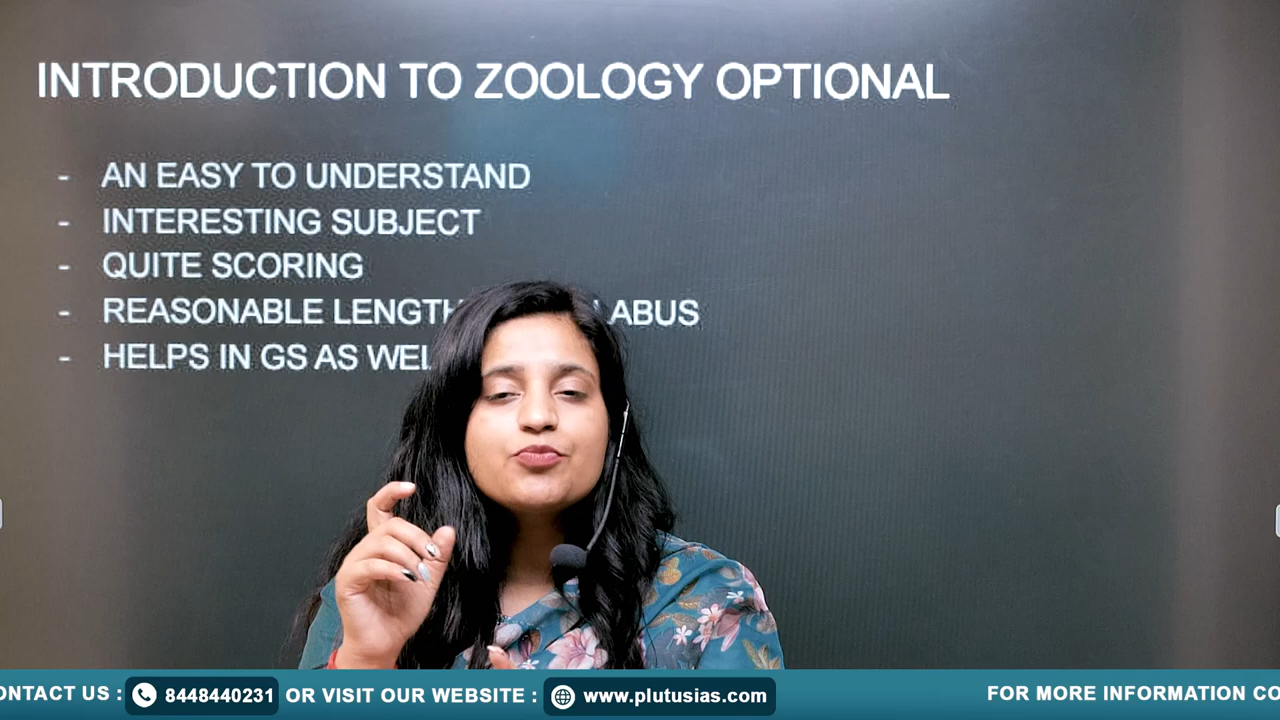 INTRODUCTION TO ZOOLOGY OPTIONAL
- AN EASY TO UNDERSTAND
- INTERESTING SUBJECT
- QUITE SCORING
- REASONABLE LENGTH
- HELPS IN GS AS
ONTACT US : 8448440231 OR VISIT OUR WEBSITE : www.plutusias.com FOR MORE INFORMATION CO